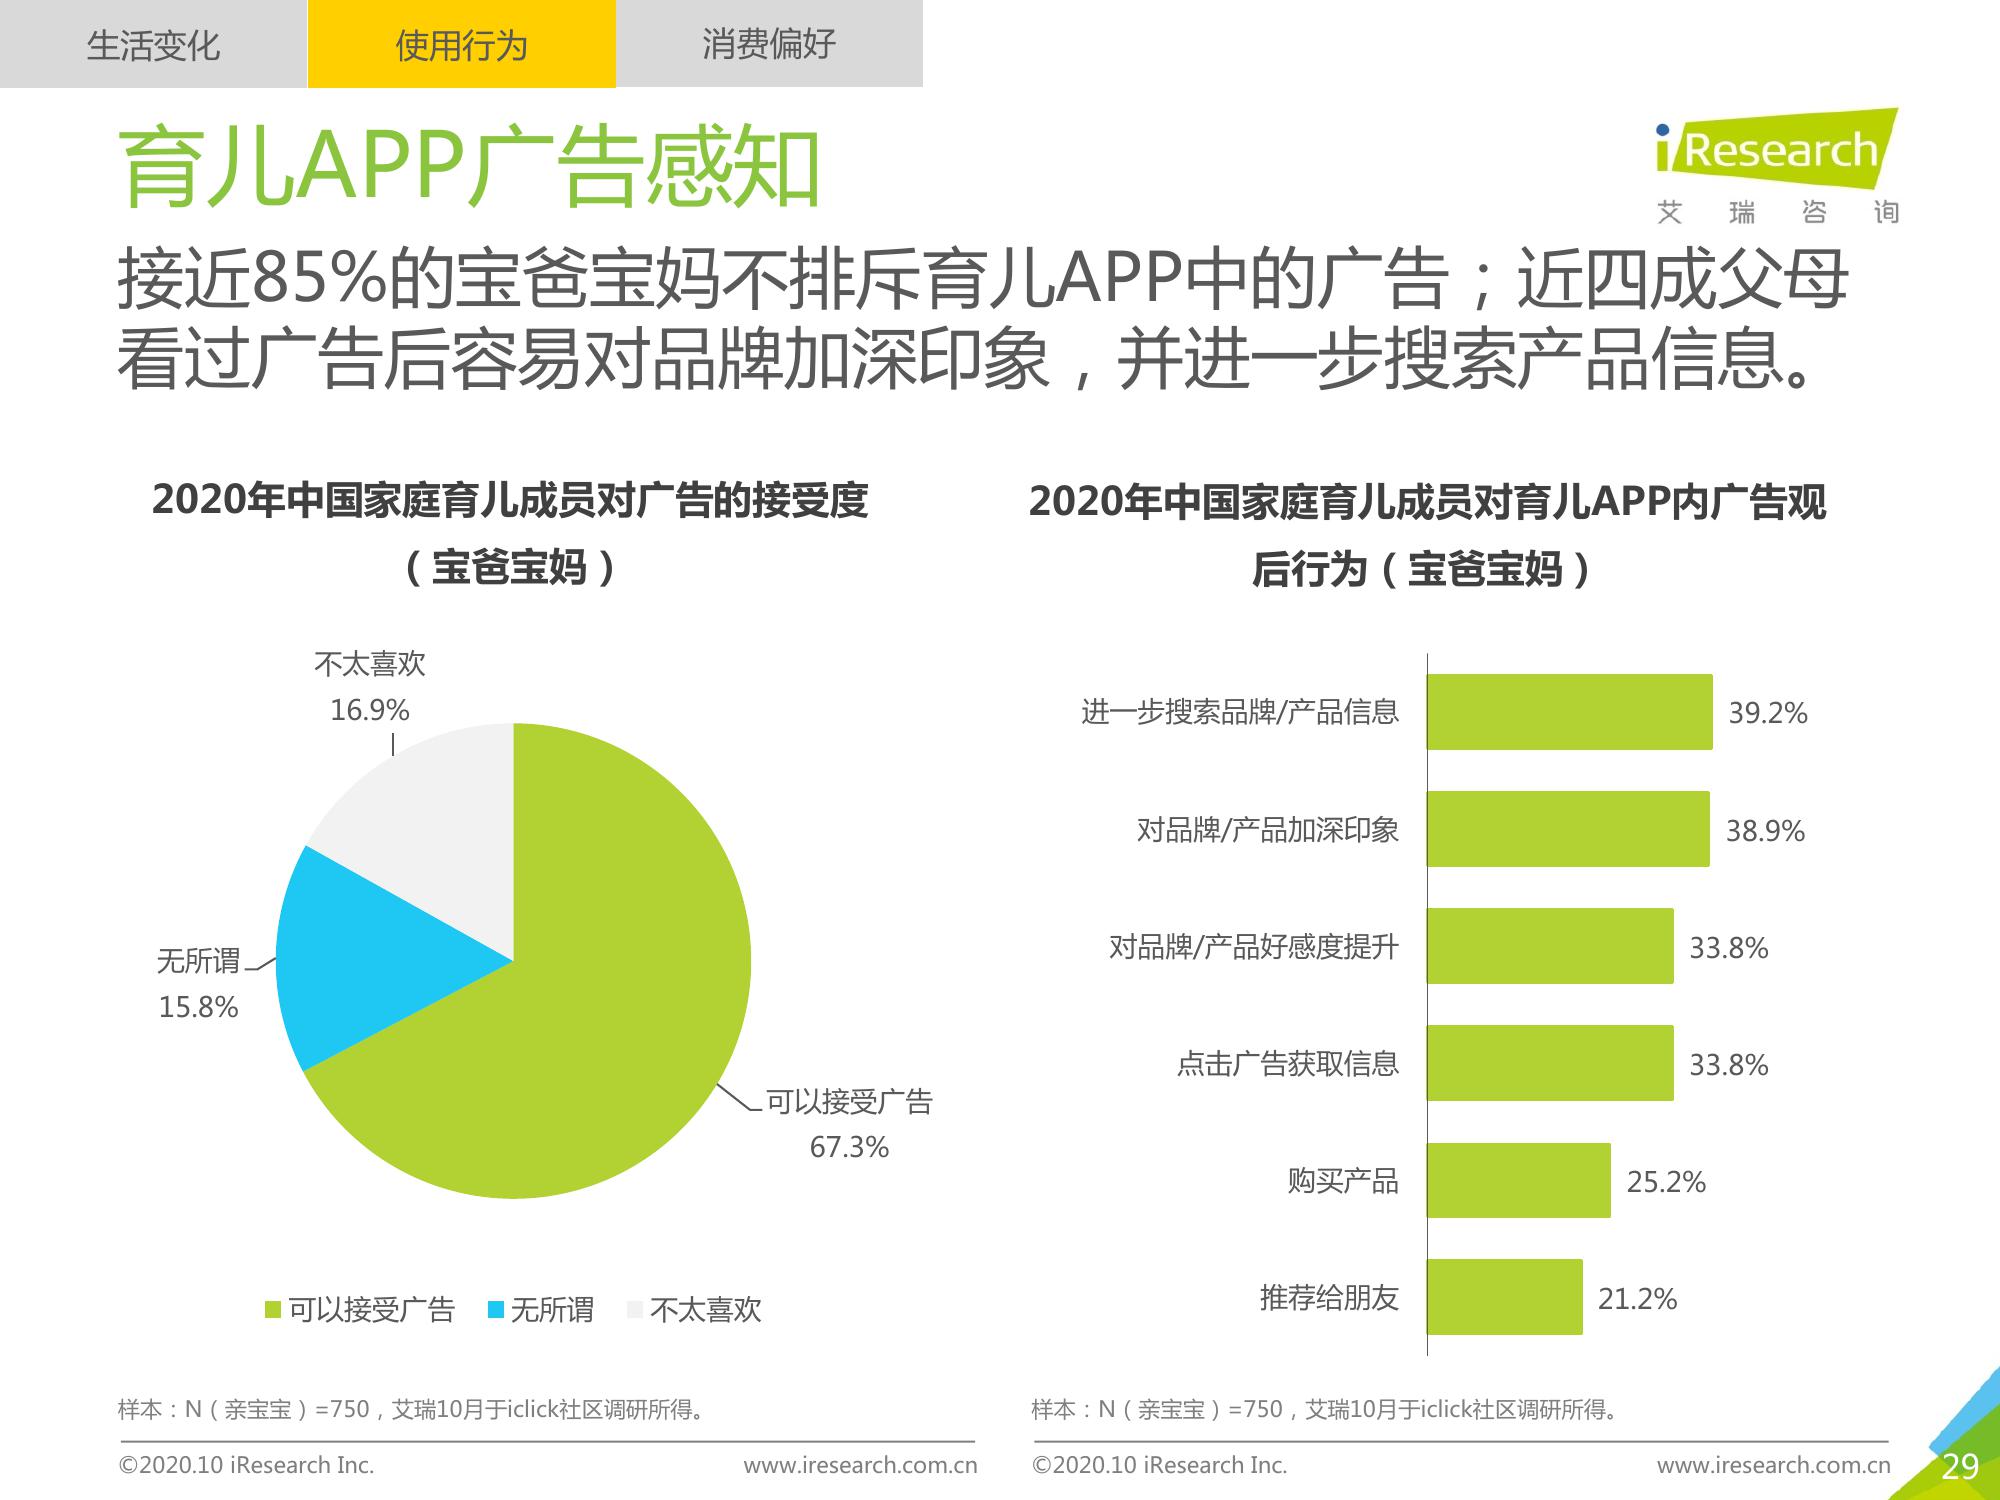 生活变化
使用行为
消费偏好
育儿APP广告感知
iResearch
艾瑞咨询
接近85%的宝爸宝妈不排斥育儿APP中的广告；近四成父母
看过广告后容易对品牌加深印象，并进一步搜索产品信息。
2020年中国家庭育儿成员对广告的接受度
（宝爸宝妈）
不太喜欢
16.9%
无所谓
15.8%
可以接受广告
67.3%
可以接受广告 无所谓 不太喜欢
样本：N（亲宝宝）=750，艾瑞10月于iclick社区调研所得。
©2020.10 iResearch Inc. www.iresearch.com.cn
2020年中国家庭育儿成员对育儿APP内广告观
后行为（宝爸宝妈）
进一步搜索品牌/产品信息 39.2%
对品牌/产品加深印象 38.9%
对品牌/产品好感度提升 33.8%
点击广告获取信息 33.8%
购买产品 25.2%
推荐给朋友 21.2%
样本：N（亲宝宝）=750，艾瑞10月于iclick社区调研所得。
©2020.10 iResearch Inc. www.iresearch.com.cn
29